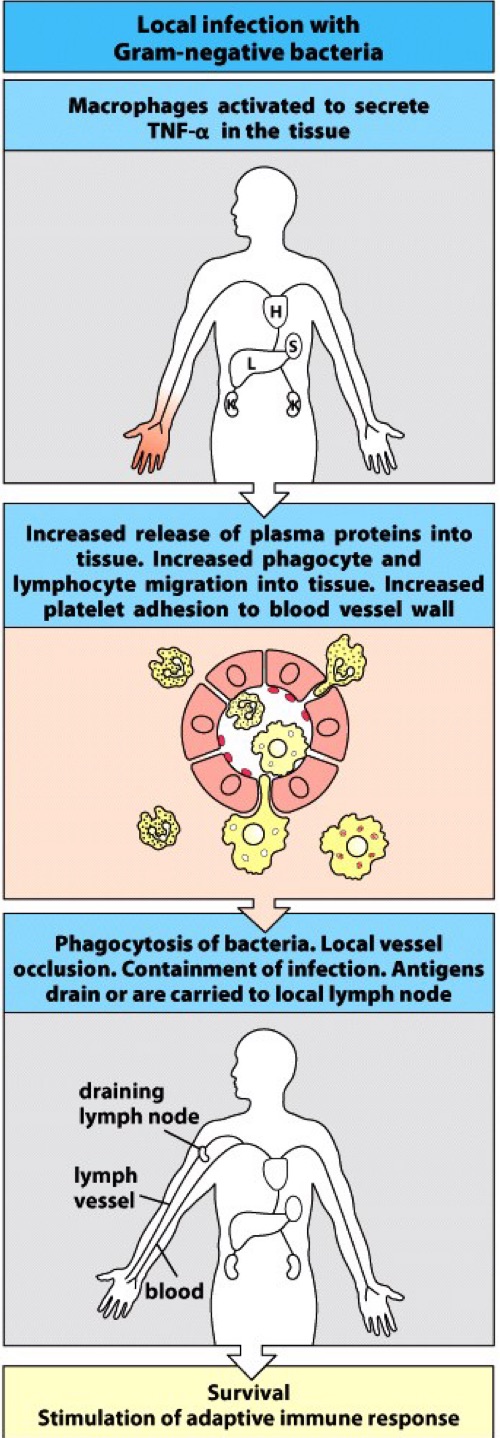 Local infection with
Gram-negative bacteria
Macrophages activated to secrete
TNF-α in the tissue
H
S
L
K
K
Increased release of plasma proteins into
tissue. Increased phagocyte and
lymphocyte migration into tissue. Increased
platelet adhesion to blood vessel wall
Phagocytosis of bacteria. Local vessel
occlusion. Containment of infection. Antigens
drain or are carried to local lymph node
draining
lymph node
lymph
vessel
blood
Survival
Stimulation of adaptive immune response